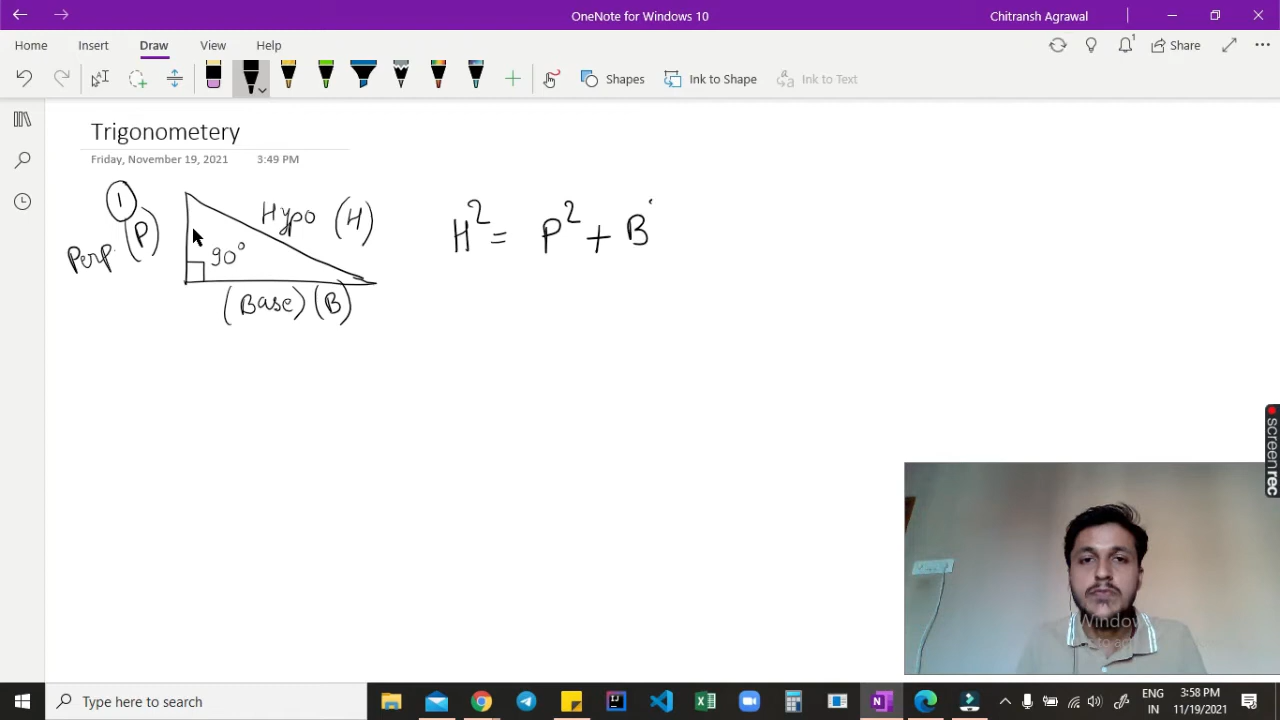 OneNote for Windows 10
Chitransh Agrawal
Home Insert Draw View Help
Share
Shapes
Ink to Shape
Ink to Text
Trigonometery
Friday, November 19, 2021 3:49 PM
1
Perp. (P)
Hypo (H)
90°
(Base) (B)
H² = P² + B
screenrec
Window
Type here to search
ENG
IN
3:58 PM
11/19/2021